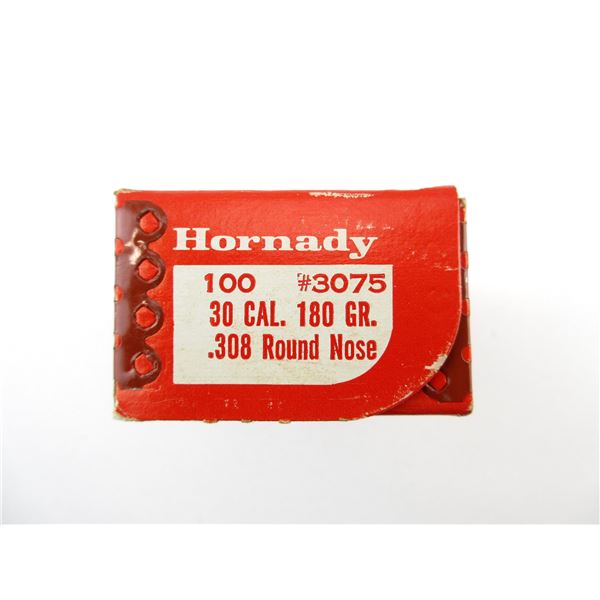 Hornady
100 #3075
30 CAL. 180 GR.
.308 Round Nose